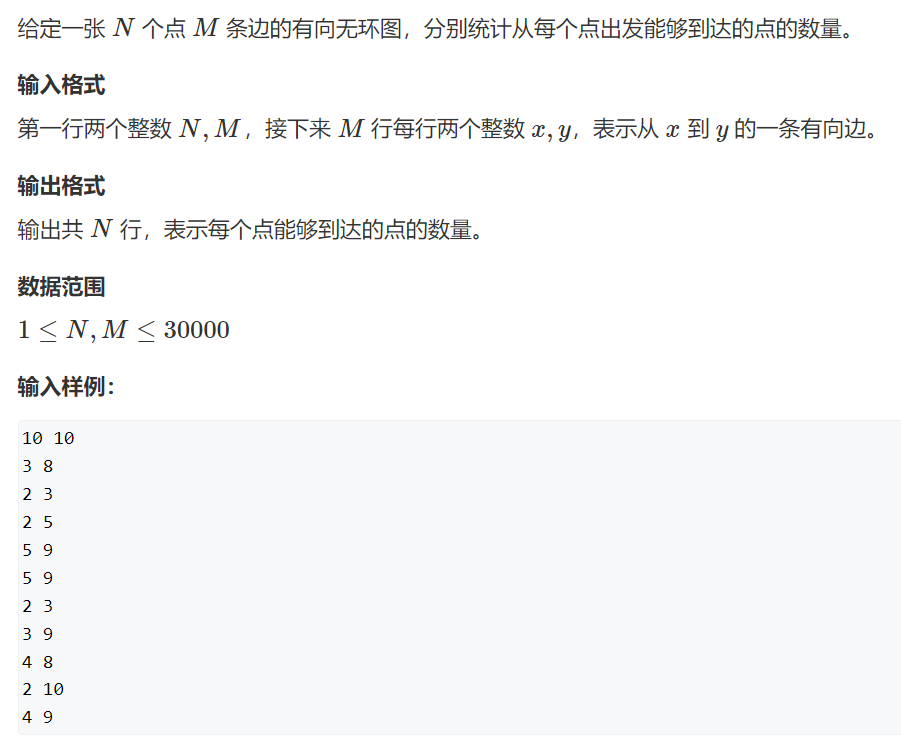 给定一张 N 个点 M 条边的有向无环图，分别统计从每个点出发能够到达的点的数量。
输入格式
第一行两个整数 N, M，接下来 M 行每行两个整数 x, y，表示从 x 到 y 的一条有向边。
输出格式
输出共 N 行，表示每个点能够到达的点的数量。
数据范围
1 ≤ N, M ≤ 30000
输入样例：
10 10
3 8
2 3
2 5
5 9
5 9
2 3
3 9
4 8
2 10
4 9